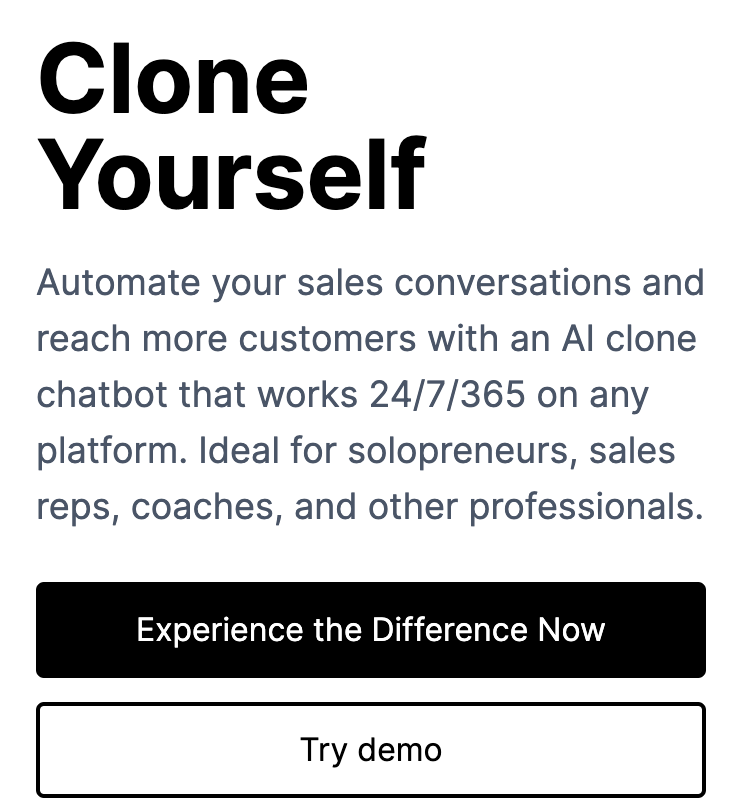 Clone
Yourself
Automate your sales conversations and
reach more customers with an AI clone
chatbot that works 24/7/365 on any
platform. Ideal for solopreneurs, sales
reps, coaches, and other professionals.
Experience the Difference Now
Try demo